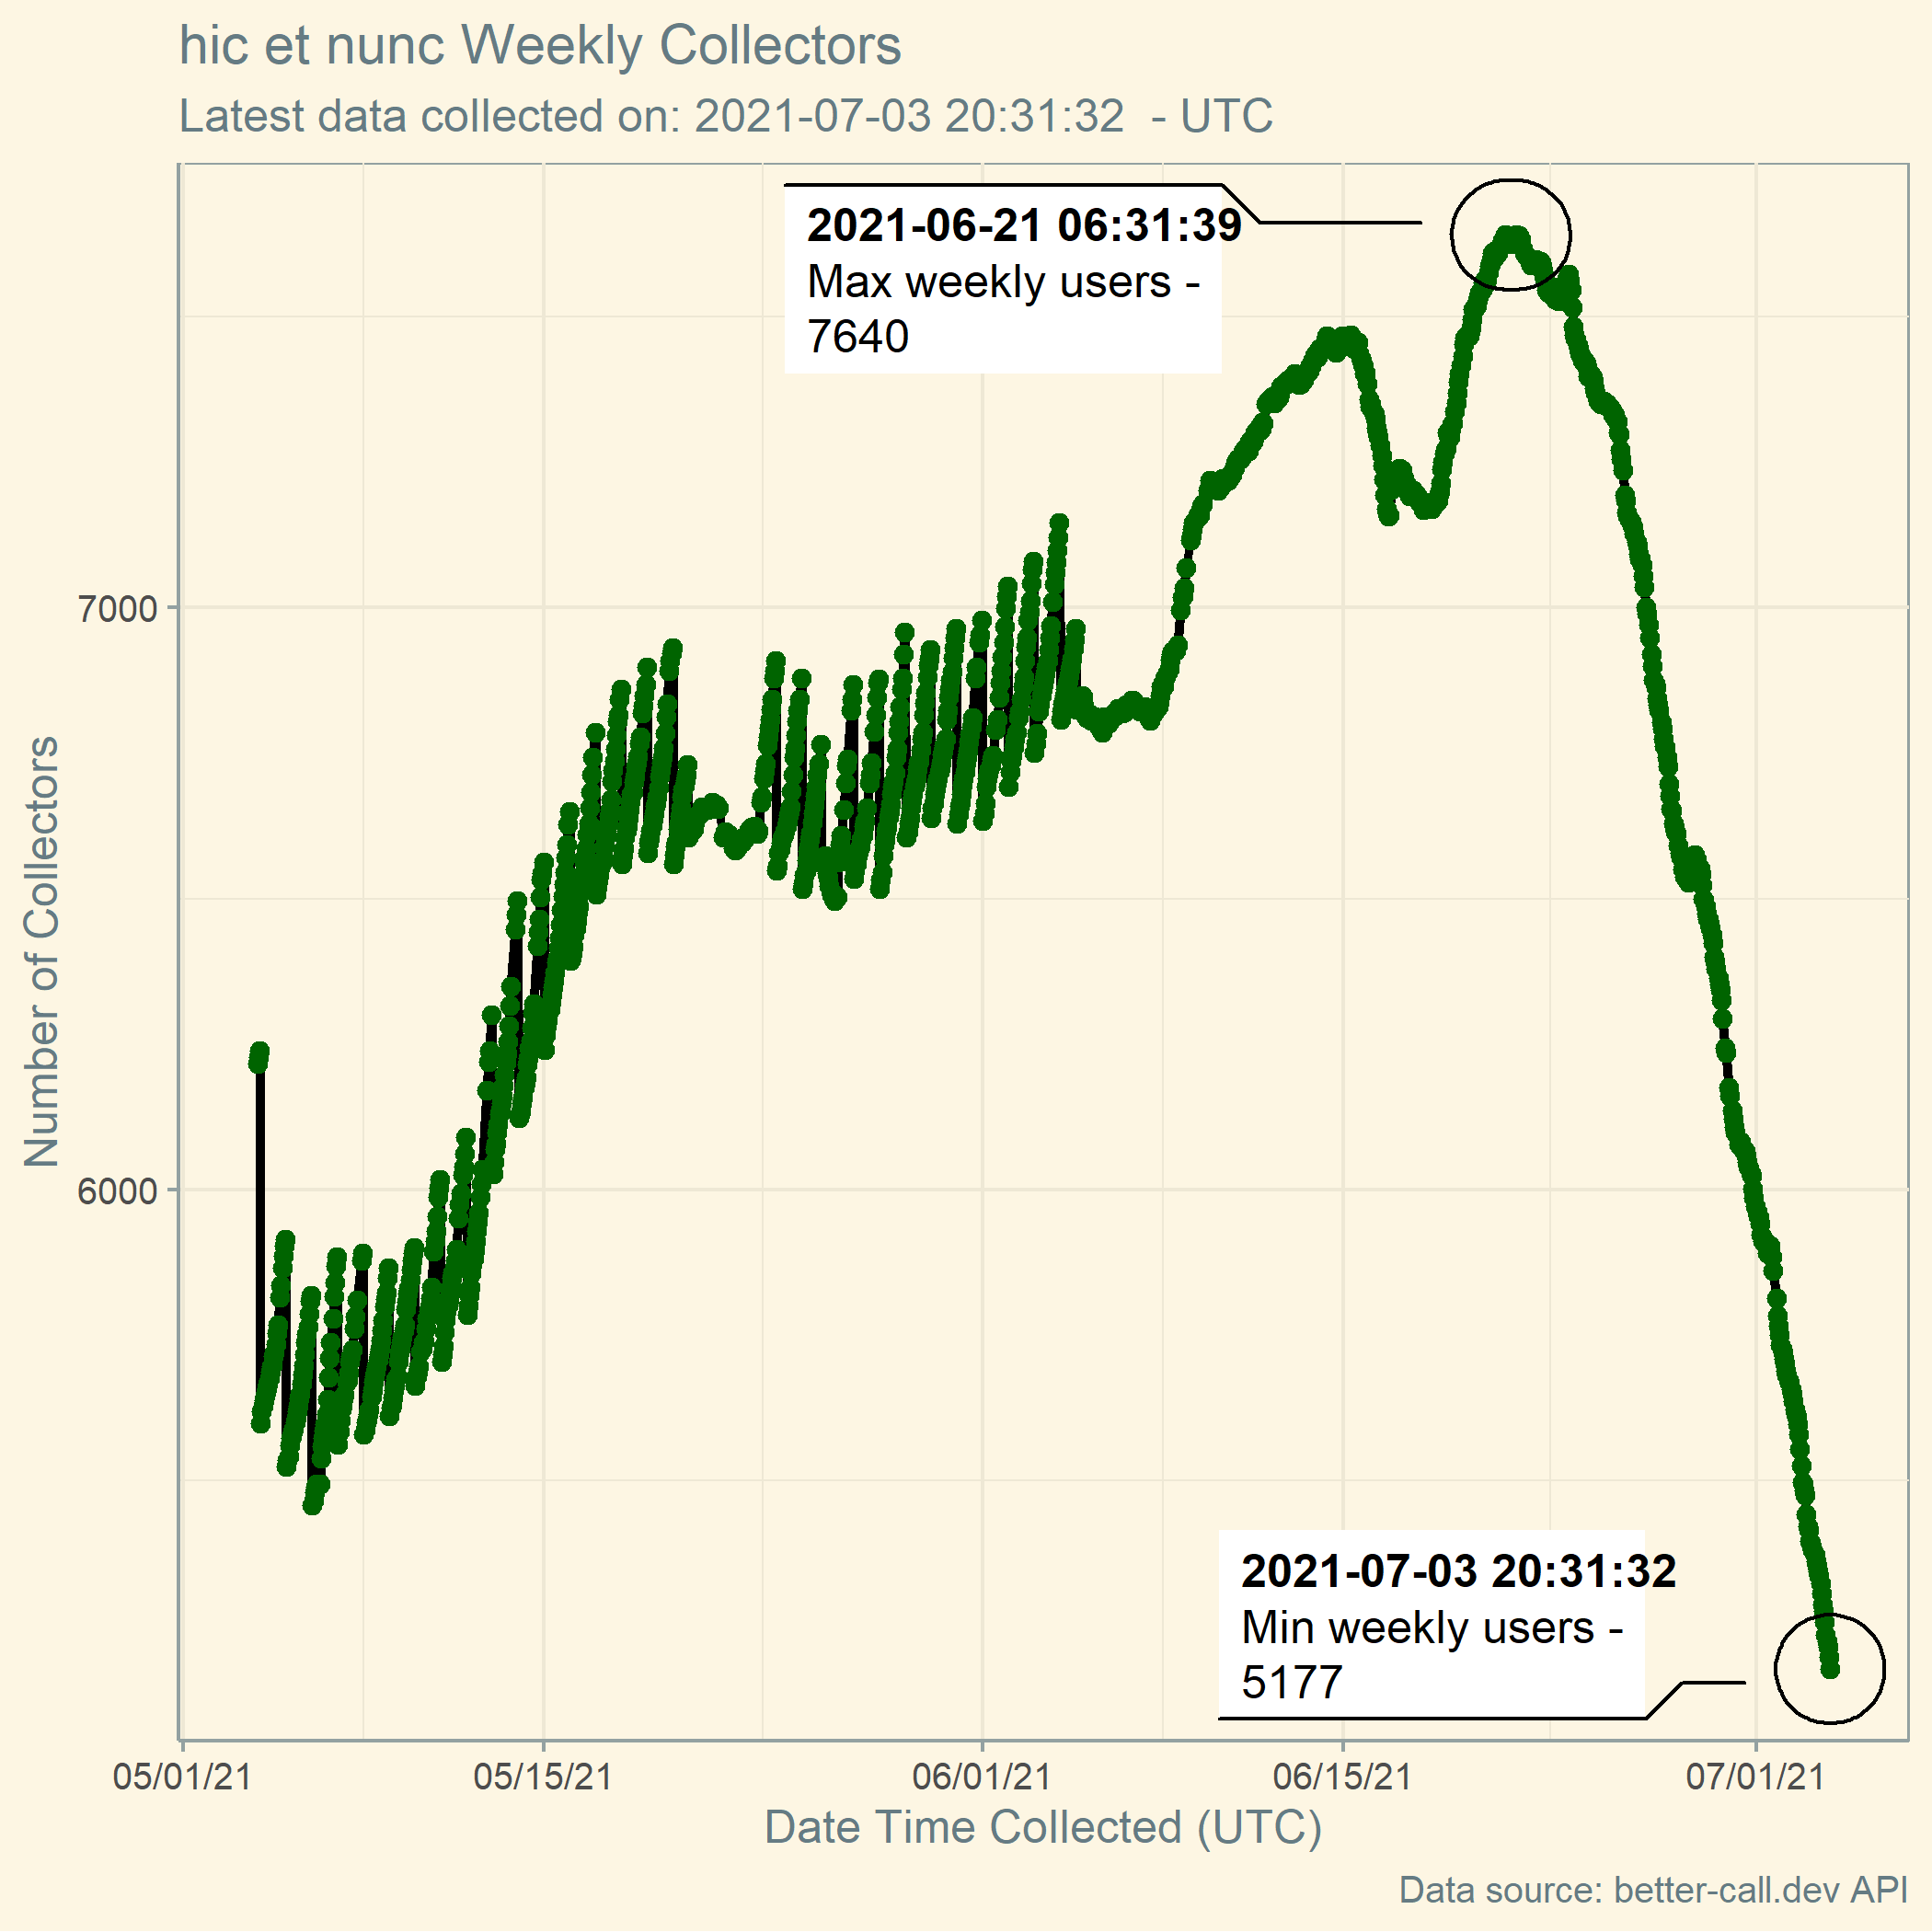 hic et nunc Weekly Collectors
Latest data collected on: 2021-07-03 20:31:32  - UTC
2021-06-21 06:31:39
Max weekly users -
7640
7000
6000
Number of Collectors
2021-07-03 20:31:32
Min weekly users -
5177
05/01/21 05/15/21 06/01/21 06/15/21 07/01/21
Date Time Collected (UTC)
Data source: better-call.dev API